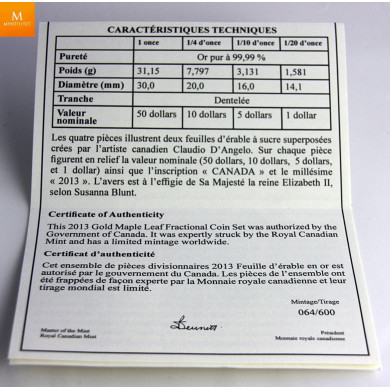 M
MYNTHUSET
CARACTÉRISTIQUES TECHNIQUES
1 once 1/4 d'once 1/10 d'once 1/20 d'once
Pureté Or pur à 99,99 %
Poids (g) 31,15 7,797 3,131 1,581
Diamètre (mm) 30,0 20,0 16,0 14,1
Tranche Dentelée
Valeur 50 dollars 10 dollars 5 dollars 1 dollar
nominale
Les quatre pièces illustrent deux feuilles d'érable à sucre superposées
créées par l'artiste canadien Claudio D'Angelo. Sur chaque pièce
figurent en relief la valeur nominale (50 dollars, 10 dollars, 5 dollars,
et 1 dollar) ainsi que l'inscription « CANADA » et le millésime
« 2013 ». L'avers est à l'effigie de Sa Majesté la reine Elizabeth II,
selon Susanna Blunt.
Certificate of Authenticity
This 2013 Gold Maple Leaf Fractional Coin Set was authorized by the
Government of Canada. It was expertly struck by the Royal Canadian
Mint and has a limited mintage worldwide.
Certificat d'authenticité
Cet ensemble de pièces divisionnaires 2013 Feuille d'érable en or est
autorisé par le gouvernement du Canada. Les pièces de l'ensemble ont
été frappées de façon experte par la Monnaie royale canadienne et leur
tirage mondial est limité.
Mintage/Tirage
064/600
Master of the Mint Président
Royal Canadian Mint Monnaie royale canadienne